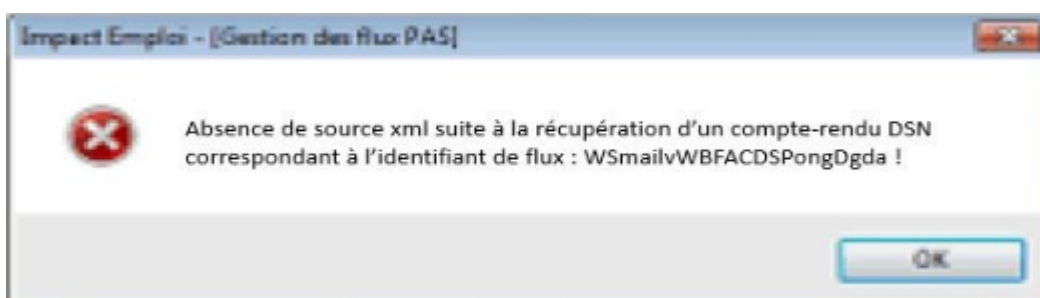 Impact Emploi - [Gestion des flux PAS]
Absence de source xml suite à la récupération d’un compte-rendu DSN
correspondant à l’identifiant de flux : WSmailvWBFACDSPongDgda !
OK